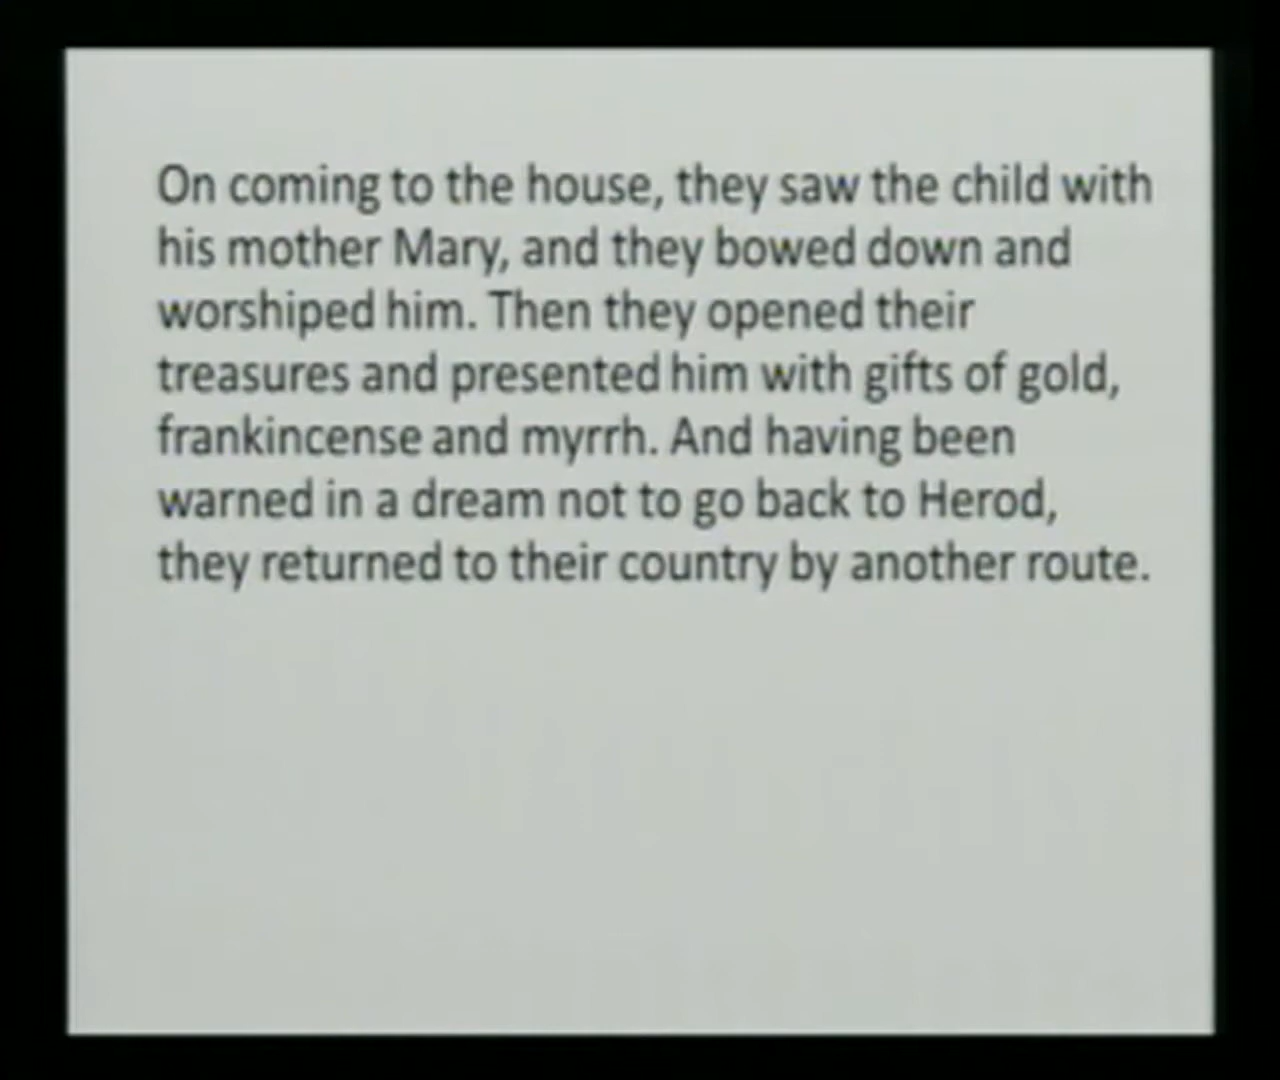 On coming to the house, they saw the child with
his mother Mary, and they bowed down and
worshiped him. Then they opened their
treasures and presented him with gifts of gold,
frankincense and myrrh. And having been
warned in a dream not to go back to Herod,
they returned to their country by another route.